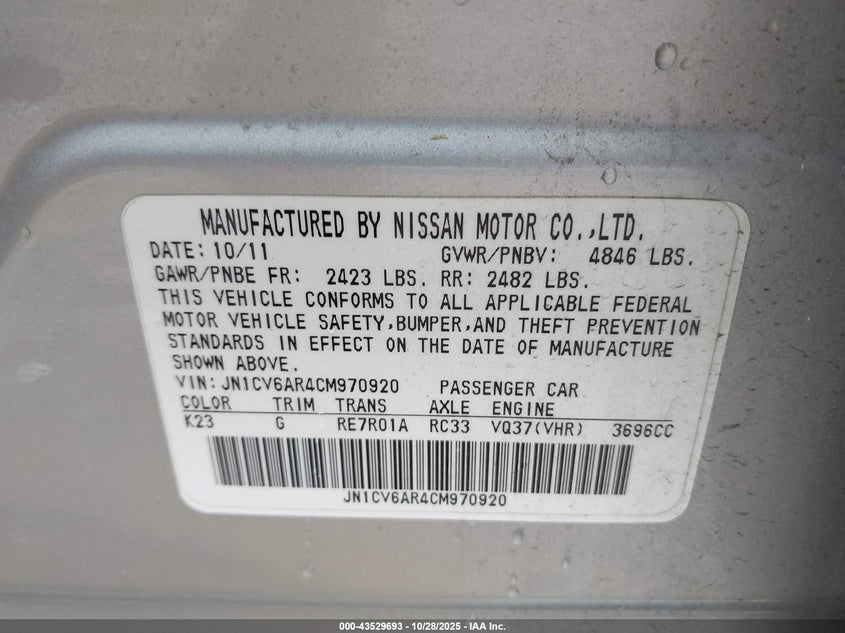 MANUFACTURED BY NISSAN MOTOR CO.,LTD.
DATE: 10/11 GVWR/PNBV: 4846 LBS.
GAWR/PNBE FR: 2423 LBS. RR: 2482 LBS.
THIS VEHICLE CONFORMS TO ALL APPLICABLE FEDERAL
MOTOR VEHICLE SAFETY,BUMPER,AND THEFT PREVENTION
STANDARDS IN EFFECT ON THE DATE OF MANUFACTURE
SHOWN ABOVE.
VIN: JN1CV6AR4CM970920 PASSENGER CAR
COLOR TRIM TRANS AXLE ENGINE
K23 G RE7R01A RC33 VQ37(VHR) 3696CC
JN1CV6AR4CM970920
000-43529693 - 10/28/2025 - IAA Inc.